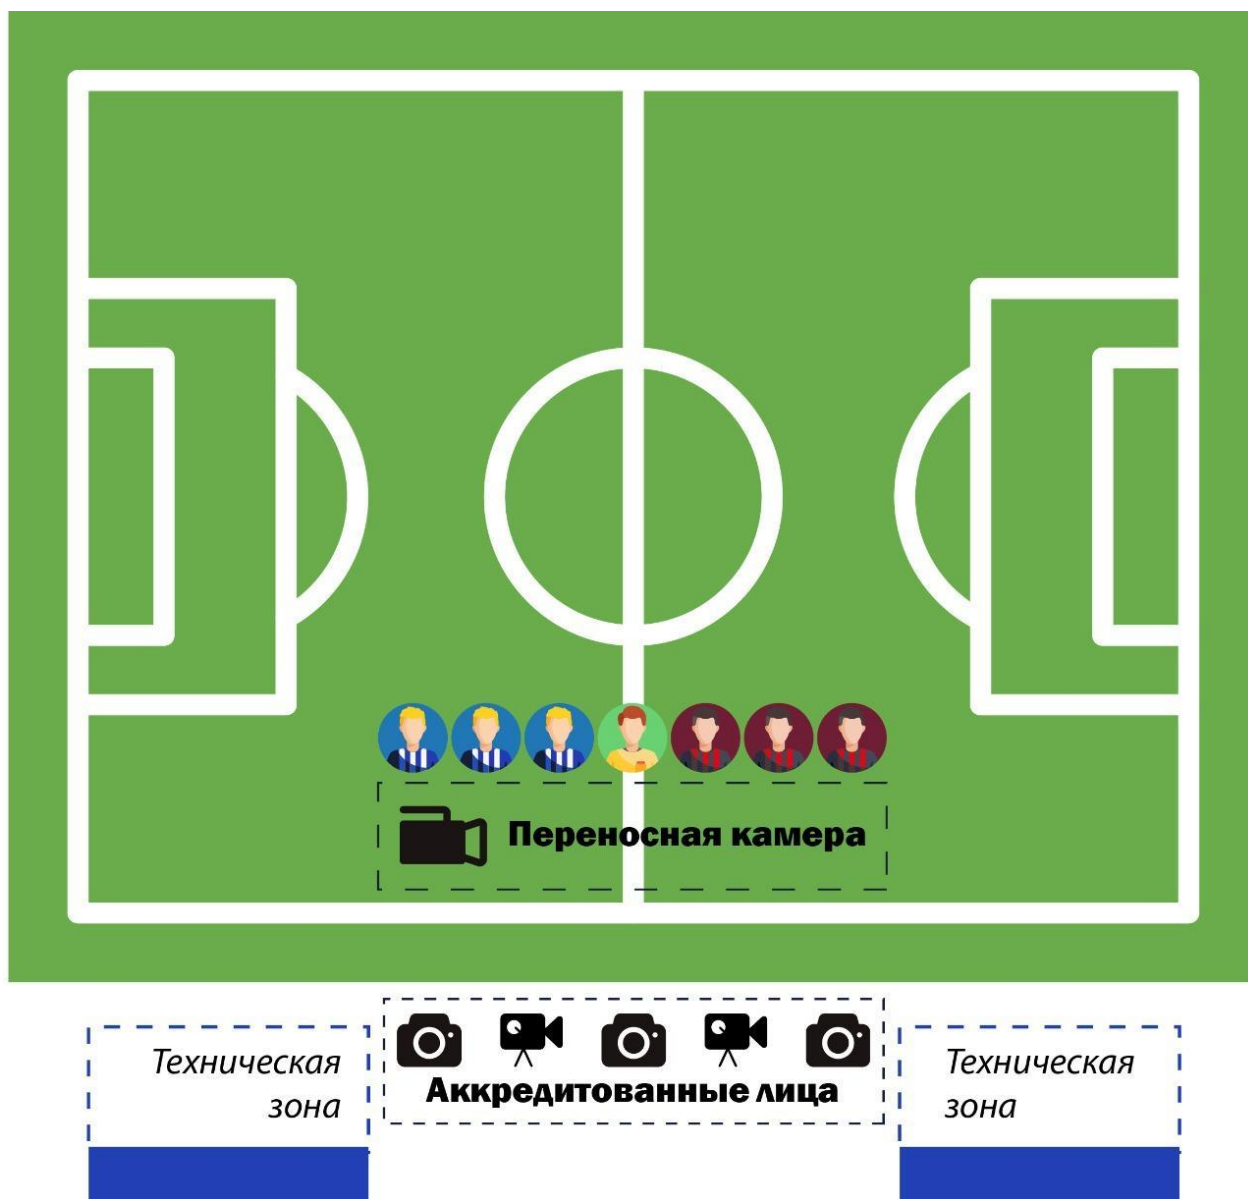 Переносная камера
Техническая
зона
Аккредитованные лица
Техническая
зона